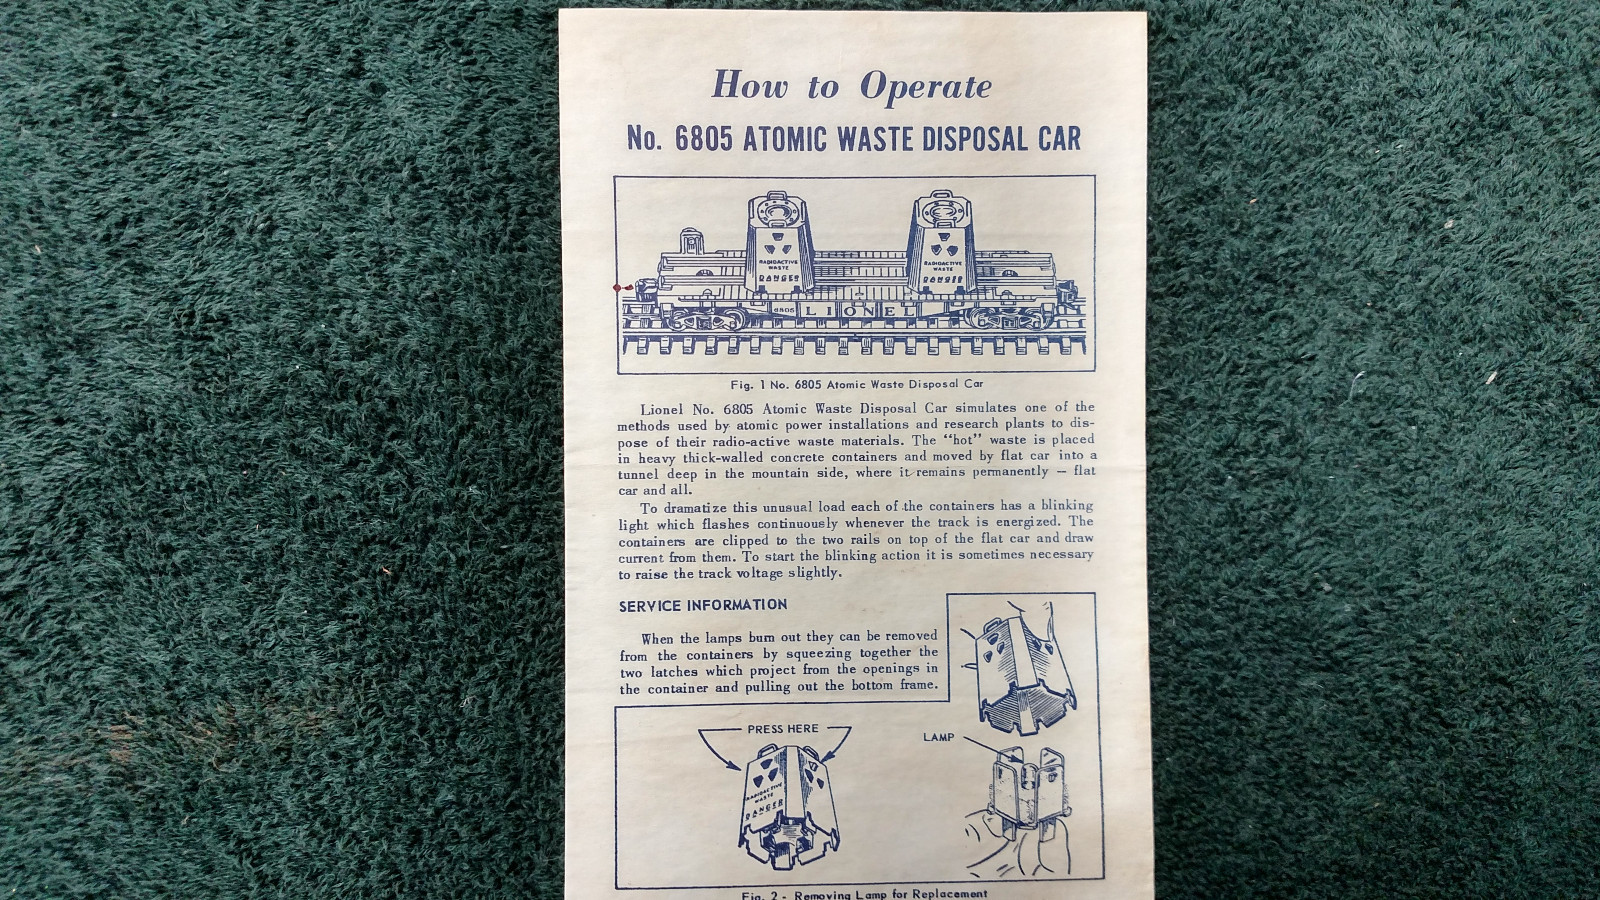 How to Operate
No. 6805 ATOMIC WASTE DISPOSAL CAR
RADIOACTIVE
WASTE
DANGER
RADIOACTIVE
WASTE
DANGER
6805 LIONEL
Fig. 1 No. 6805 Atomic Waste Disposal Car
Lionel No. 6805 Atomic Waste Disposal Car simulates one of the
methods used by atomic power installations and research plants to dis-
pose of their radio-active waste materials. The "hot" waste is placed
in heavy thick-walled concrete containers and moved by flat car into a
tunnel deep in the mountain side, where it remains permanently – flat
car and all.
To dramatize this unusual load each of the containers has a blinking
light which flashes continuously whenever the track is energized. The
containers are clipped to the two rails on top of the flat car and draw
current from them. To start the blinking action it is sometimes necessary
to raise the track voltage slightly.
SERVICE INFORMATION
When the lamps burn out they can be removed
from the containers by squeezing together the
two latches which project from the openings in
the container and pulling out the bottom frame.
PRESS HERE
LAMP
RADIOACTIVE
WASTE
DANGER
Fig. 2 - Removing Lamp for Replacement